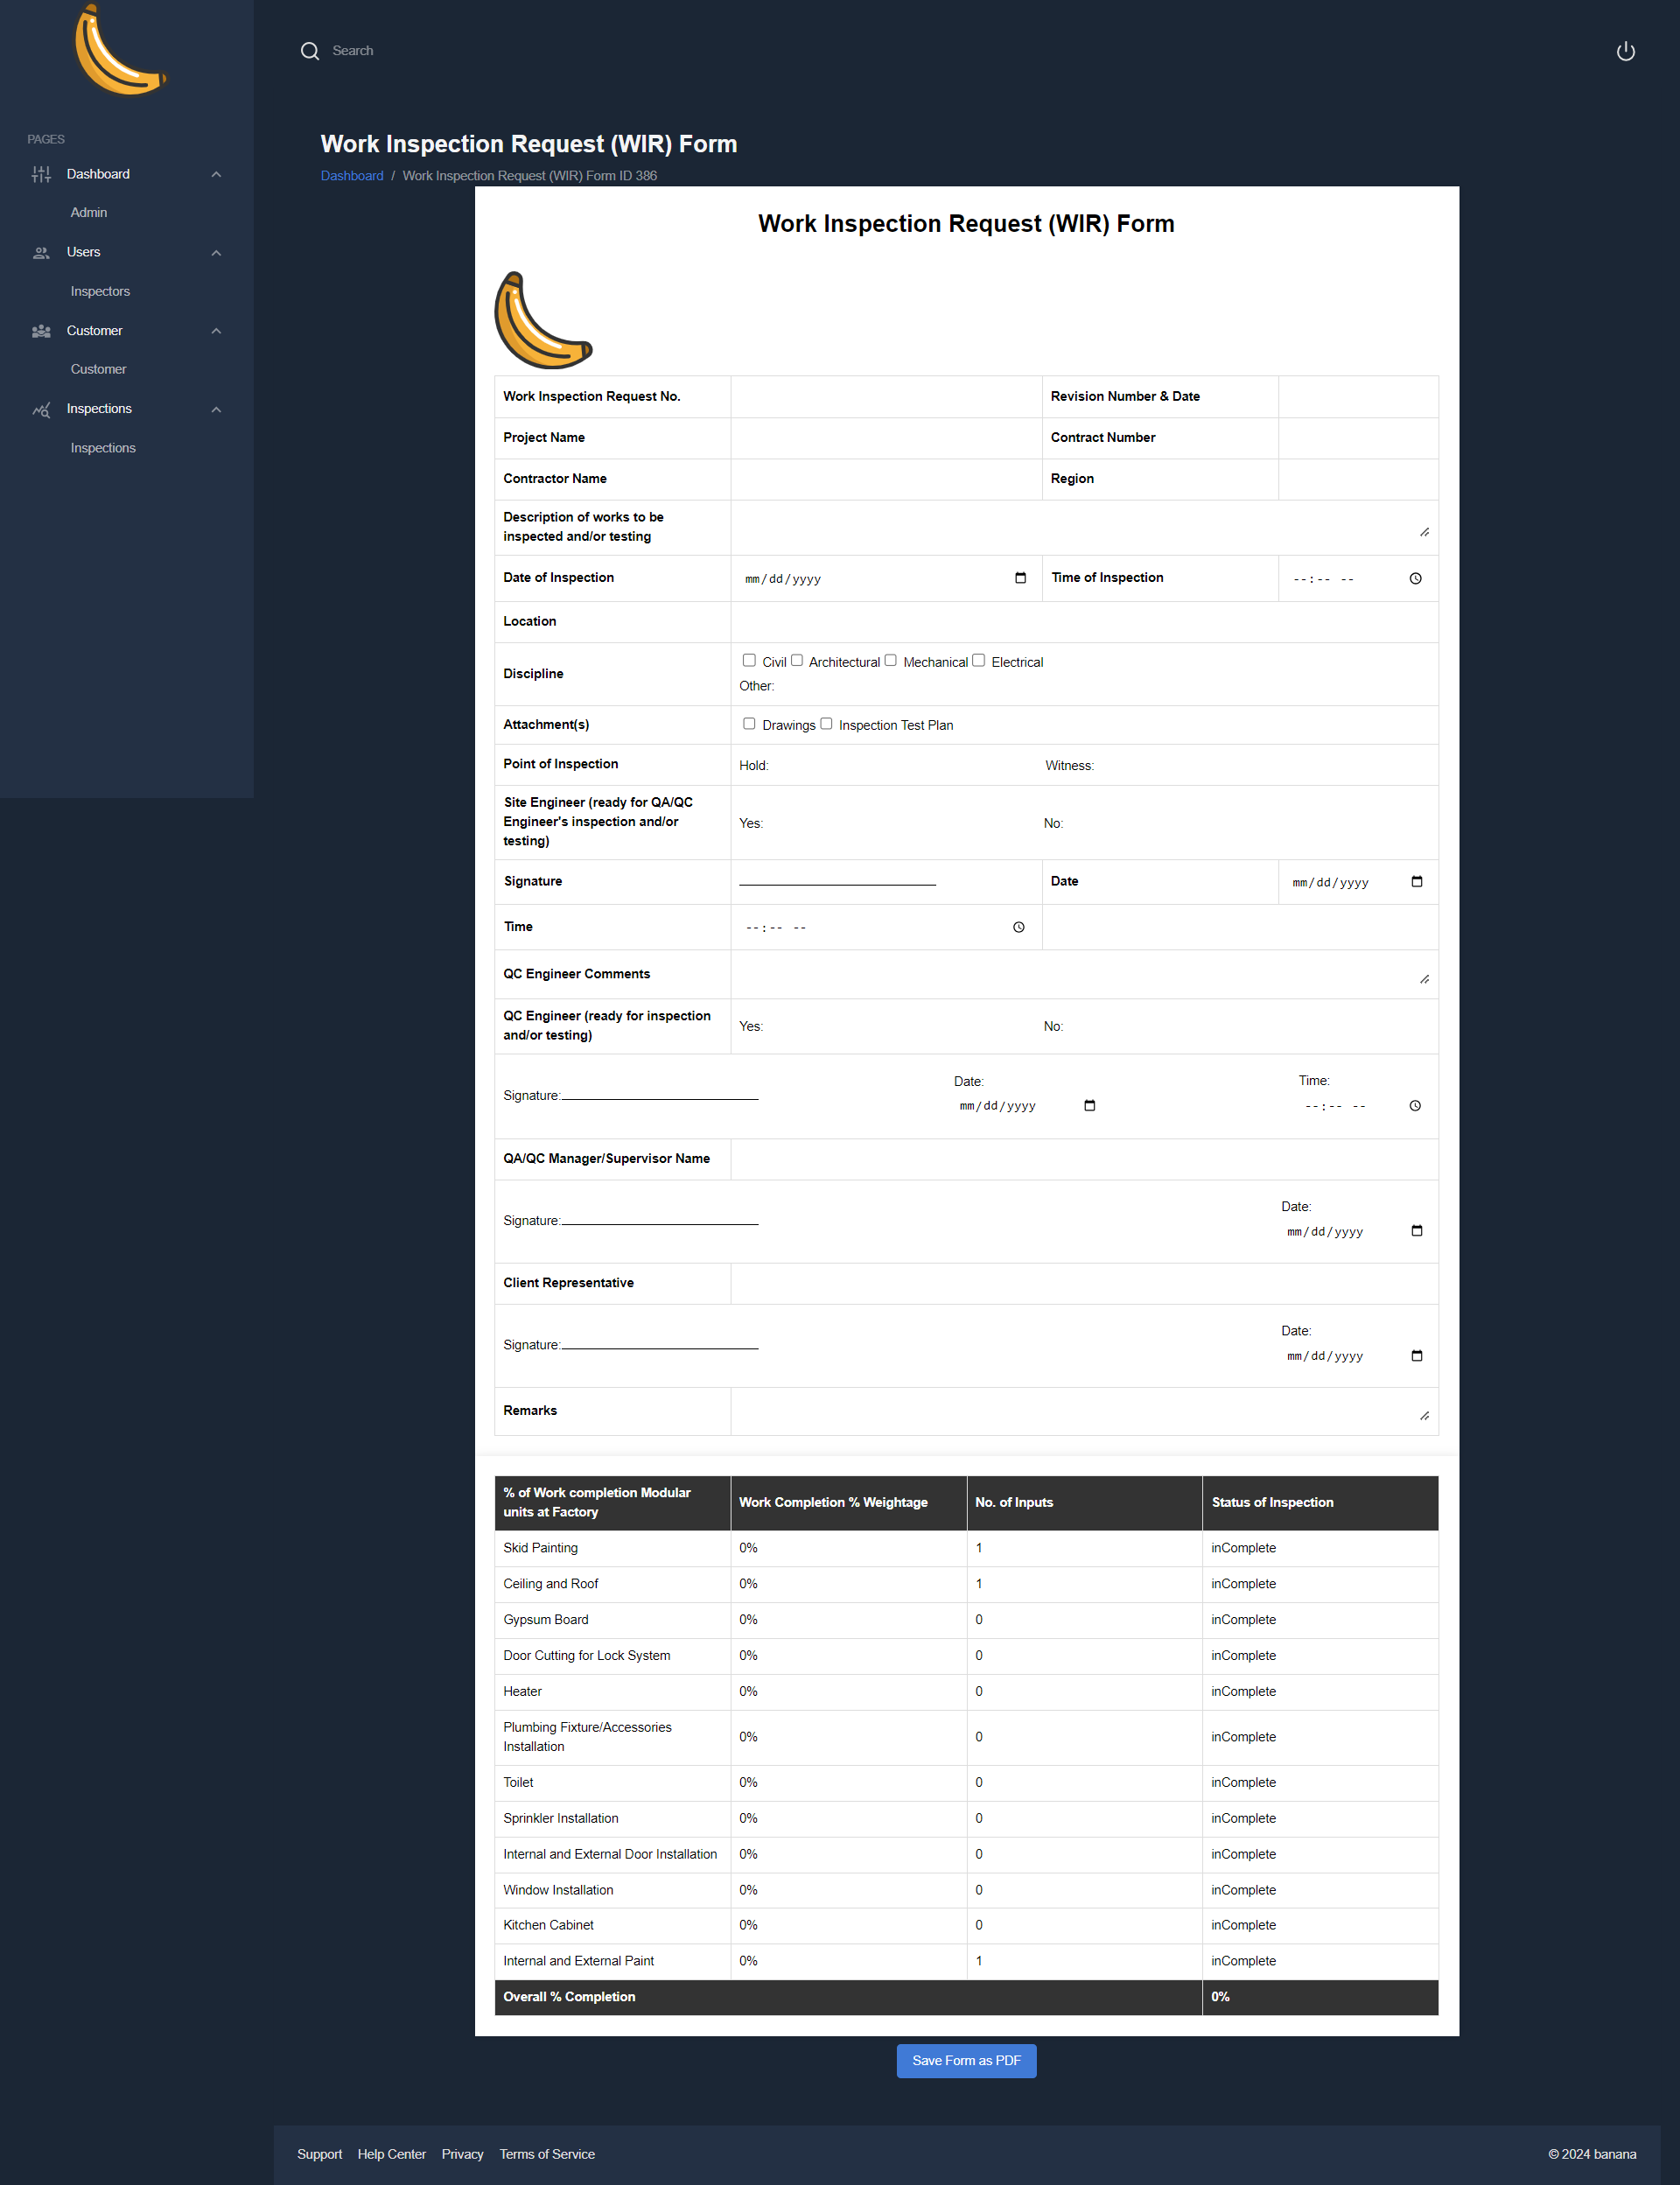 Search
PAGES
Dashboard
Admin
Users
Inspectors
Customer
Customer
Inspections
Inspections
Work Inspection Request (WIR) Form
Dashboard / Work Inspection Request (WIR) Form ID 386
Work Inspection Request (WIR) Form
Work Inspection Request No. Revision Number & Date
Project Name Contract Number
Contractor Name Region
Description of works to be
inspected and/or testing
Date of Inspection mm/dd/yyyy Time of Inspection --:-- --
Location
Discipline
Civil Architectural Mechanical Electrical
Other:
Attachment(s) Drawings Inspection Test Plan
Point of Inspection Hold: Witness:
Site Engineer (ready for QA/QC
Engineer's inspection and/or
testing)
Yes: No:
Signature Date mm/dd/yyyy
Time --:-- --
QC Engineer Comments
QC Engineer (ready for inspection
and/or testing)
Yes: No:
Signature:
Date:
mm/dd/yyyy
Time:
--:-- --
QA/QC Manager/Supervisor Name
Signature:
Date:
mm/dd/yyyy
Client Representative
Signature:
Date:
mm/dd/yyyy
Remarks
% of Work completion Modular
units at Factory
Work Completion % Weightage No. of Inputs Status of Inspection
Skid Painting 0% 1 inComplete
Ceiling and Roof 0% 1 inComplete
Gypsum Board 0% 0 inComplete
Door Cutting for Lock System 0% 0 inComplete
Heater 0% 0 inComplete
Plumbing Fixture/Accessories
Installation
0% 0 inComplete
Toilet 0% 0 inComplete
Sprinkler Installation 0% 0 inComplete
Internal and External Door Installation 0% 0 inComplete
Window Installation 0% 0 inComplete
Kitchen Cabinet 0% 0 inComplete
Internal and External Paint 0% 1 inComplete
Overall % Completion 0%
Save Form as PDF
Support Help Center Privacy Terms of Service © 2024 banana